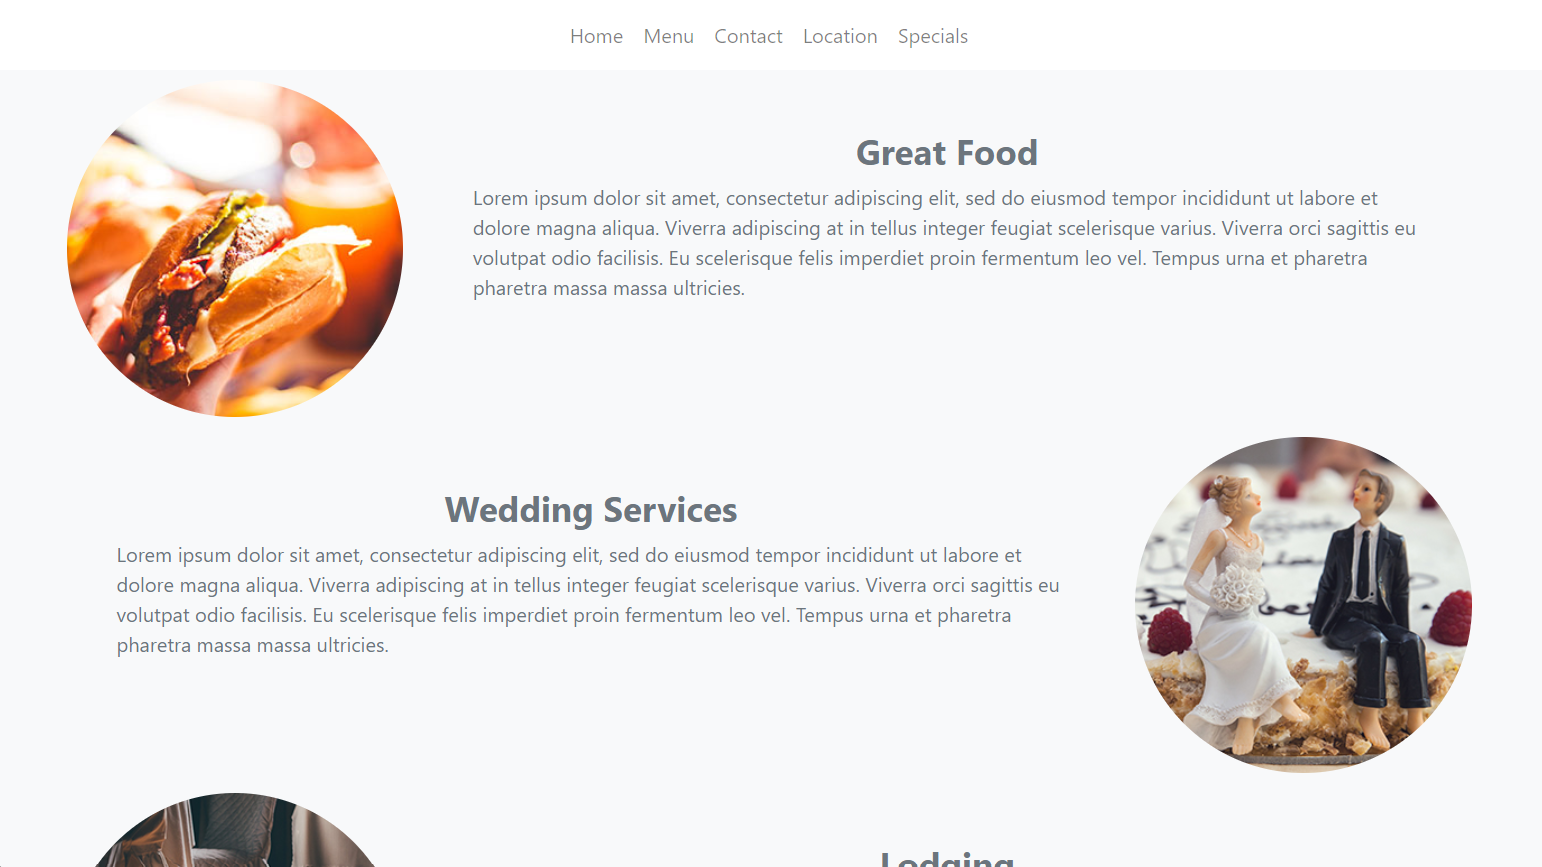 Home Menu Contact Location Specials
Great Food
Lorem ipsum dolor sit amet, consectetur adipiscing elit, sed do eiusmod tempor incididunt ut labore et
dolore magna aliqua. Viverra adipiscing at in tellus integer feugiat scelerisque varius. Viverra orci sagittis eu
volutpat odio facilisis. Eu scelerisque felis imperdiet proin fermentum leo vel. Tempus urna et pharetra
pharetra massa massa ultricies.
Wedding Services
Lorem ipsum dolor sit amet, consectetur adipiscing elit, sed do eiusmod tempor incididunt ut labore et
dolore magna aliqua. Viverra adipiscing at in tellus integer feugiat scelerisque varius. Viverra orci sagittis eu
volutpat odio facilisis. Eu scelerisque felis imperdiet proin fermentum leo vel. Tempus urna et pharetra
pharetra massa massa ultricies.
Lodging